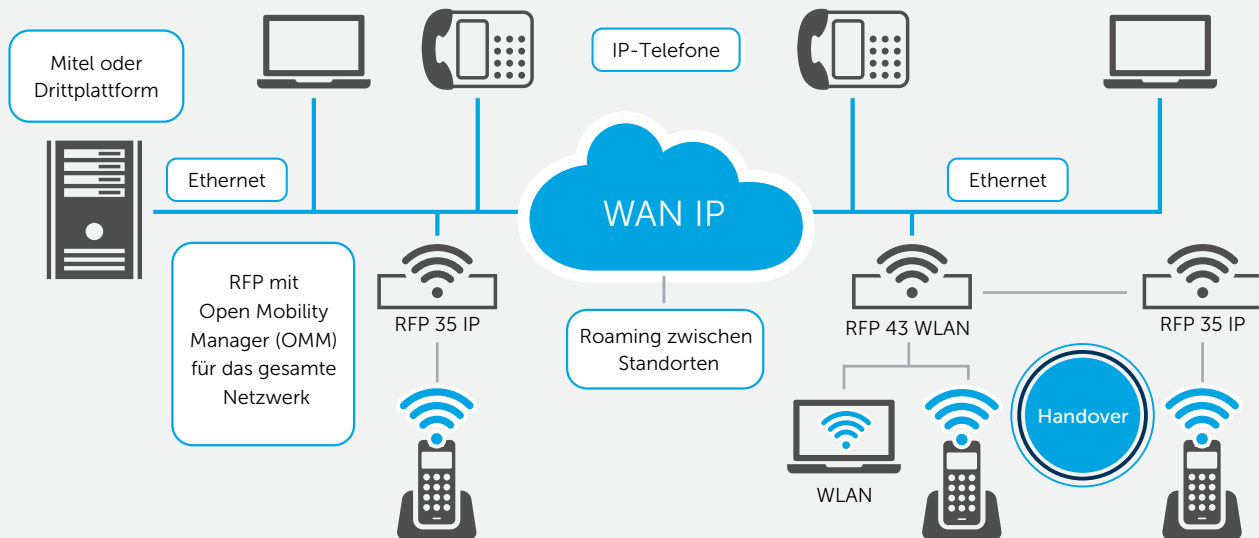 Mitel oder
Drittplattform
IP-Telefone
Ethernet
Ethernet
WAN IP
RFP mit
Open Mobility
Manager (OMM)
für das gesamte
Netzwerk
RFP 35 IP
Roaming zwischen
Standorten
RFP 43 WLAN
RFP 35 IP
Handover
WLAN